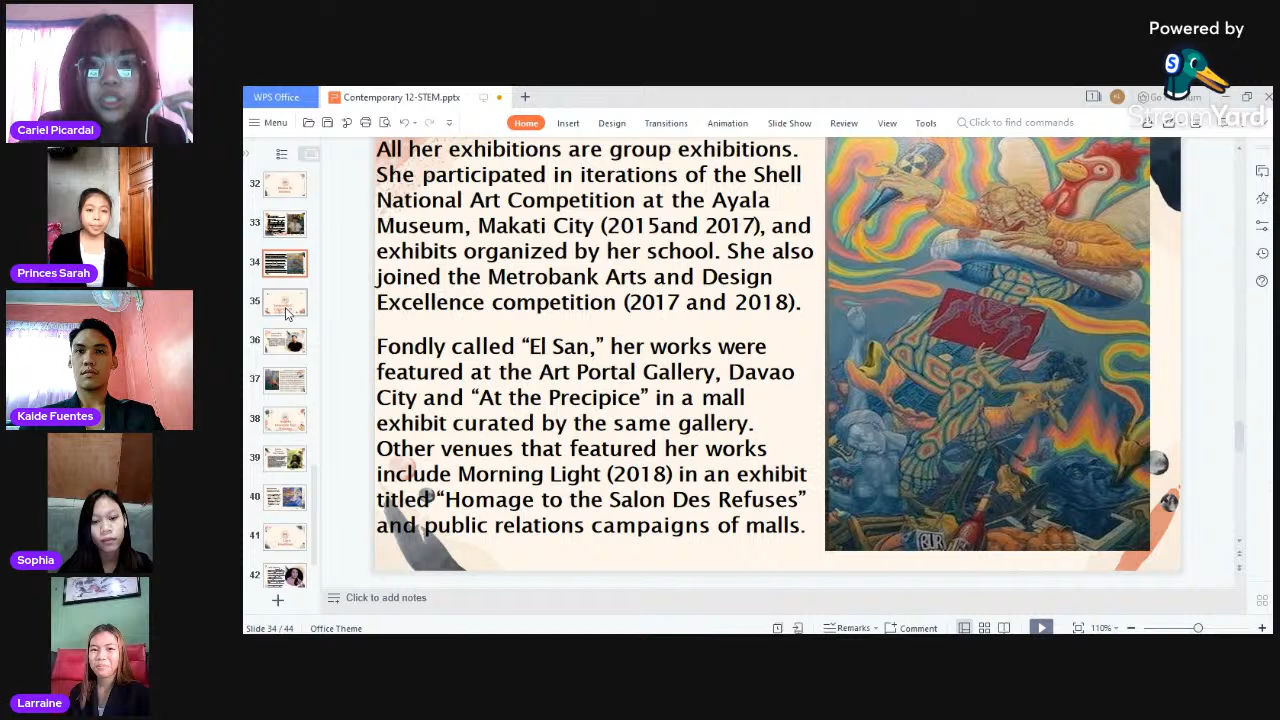 Powered by
S
StreamYard
WPS Office
Contemporary 12-STEM.pptx
Menu
Home
Insert
Design
Transitions
Animation
Slide Show
Review
View
Tools
Click to find commands
32
33
34
35
36
37
38
39
40
41
42
All her exhibitions are group exhibitions.
She participated in iterations of the Shell
National Art Competition at the Ayala
Museum, Makati City (2015and 2017), and
exhibits organized by her school. She also
joined the Metrobank Arts and Design
Excellence competition (2017 and 2018).
Fondly called “El San,” her works were
featured at the Art Portal Gallery, Davao
City and “At the Precipice” in a mall
exhibit curated by the same gallery.
Other venues that featured her works
include Morning Light (2018) in an exhibit
titled “Homage to the Salon Des Refuses”
and public relations campaigns of malls.
Click to add notes
Slide 34 / 44
Office Theme
Remarks
Comment
110%
Cariel Picardal
Princes Sarah
Kalde Fuentes
Sophia
Larraine